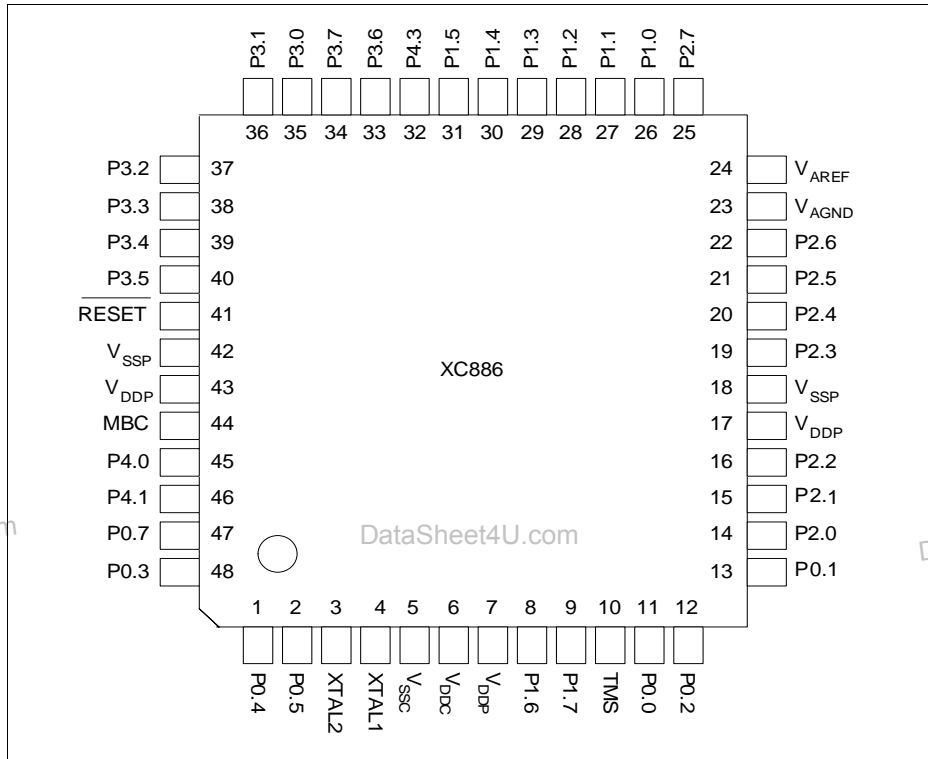 P3.1 P3.0 P3.7 P3.6 P4.3 P1.5 P1.4 P1.3 P1.2 P1.1 P1.0 P2.7
36 35 34 33 32 31 30 29 28 27 26 25
P3.2 37 24 VAREF
P3.3 38 23 VAGND
P3.4 39 22 P2.6
P3.5 40 21 P2.5
RESET 41 20 P2.4
VSSP 42 19 P2.3
XC886
VDDP 43 18 VSSP
MBC 44 17 VDDP
P4.0 45 16 P2.2
P4.1 46 15 P2.1
P0.7 47 14 P2.0
DataSheet4U.com
P0.3 48 13 P0.1
1 2 3 4 5 6 7 8 9 10 11 12
P0.4 P0.5 XTAL2 XTAL1 VSSC VDDC VDDP P1.6 P1.7 TMS P0.0 P0.2